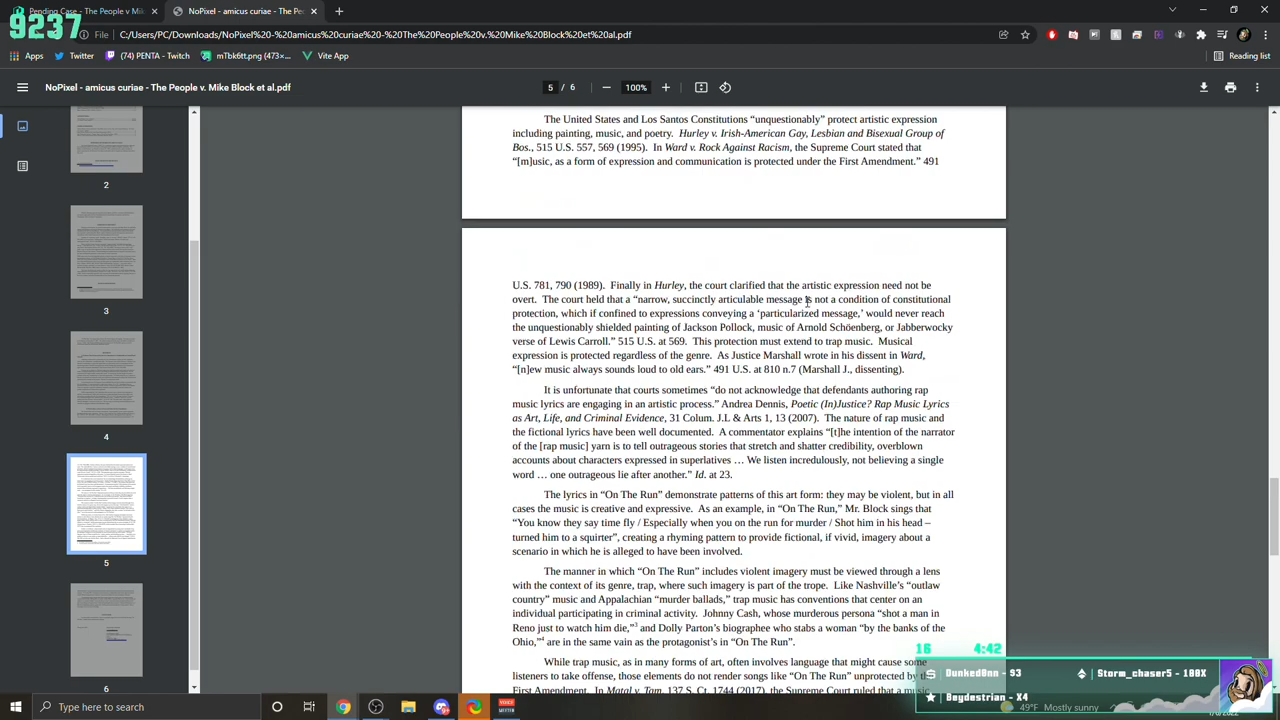 Pending Case - The People v Mik
NoPixel - amicus curiae - The Pe
9237
File
C:/Users/PC/Downloads/NoPixel%20-%20amicus%20curiae%20-%20The%20People%20v.%20Mike%20Block%20et%20al.pdf
Apps
Twitter
(74) PENTA - Twitch
mTbk6tt.png (473×...
Vite App
Reading list
NoPixel - amicus curiae - The People v. Mike Block et al.pdf
5 / 6
100%
2
3
4
5
6
The United States and Los Santos Constitutions “unquestionably” protect artistic expression
including painting, music, and poetry. Hurley v. Irish-American Gay, Lesbian and Bisexual Group of
Bos., 515 U.S. 557, 569 (1995). In Ward v. Rock Against Racism, the Supreme Court stated that
“[m]usic, as a form of expression and communication is protected under the First Amendment.” 491
U.S. 781, 790 (1989). Finally in Hurley, the court clarified that the artistic expression need not be
overt. The court held that a “narrow, succinctly articulable message is not a condition of constitutional
protection, which if confined to expressions conveying a ‘particularized message,’ would never reach
the unquestionably shielded painting of Jackson Pollock, music of Arnold Schöenberg, or Jabberwocky
verse of Lewis Carroll.” 515 U.S. at 569. This protection must extend to trap music. Musical
expression is protected regardless of the genre. As Justice Marshall wrote in his dissent in Ward,
“[n]ew music always sounds loud to old ears.” 491 U.S. at 810 n.7 (Marshall J., dissenting).
It is unfortunate that courts sometimes “do not acknowledge that defendants authoring rap
music lyrics are engaging in an artistic process.” Andrea Dennis, Poetic (In)Justice? Rap Music Lyrics
as Art, Life, and Criminal Evidence, 31 Colum. J.L & Arts 1, 13 (2007). The nature of rap music and
the fictional lyrics have been well documented. A commentator explains “[t]he intention of the narrator
of the [rap music] yarn is to tell outrageous stories that stretch and shatter credibility, overblown
accounts about characters expressed in superlatives … We listen incredulously, not believing a single
word … one outrageous lie after another.” Id. at 23.
The lyrics in “On The Run” demonstrate patterns of this art form: they may be violent, but in all
cases the music is creative and expressive. As an example, in “On The Run,” Mr. Block sings that
“You know they say time fly / Especially when you on the run for murder / Shot him in his head –
turned him to a squirter”, creating a rhyming pattern to provide fictional, if vivid, imagery about a
scenario in which he is alleged to have been involved.
The manner in which “On The Run” includes violent imagery must be viewed through a lens
with the context of its genre, trap, where such imagery is part of the trope. Like Nashville’s “outlaw
country” music and Appalachian “murder ballads,” trap music has conventions that center on an
individual participating in criminal activity. Johnny Cash, whose murderous persona “shot a man in
Reno just to watch him die,”3 and Dolly Parton’s biographee who stabs a woman “by the banks of the
Ohio,”4 are in the same vain as the protagonist’s in “On The Run”.
While trap music, as in many forms of art, often involves language that might cause some
listeners to take offense, those elements do not render songs like “On The Run” unprotected by
First Amendment. In Matal v. Tam, 137 S. Ct. 1744 (2017), the Supreme Court ruled that a
16
4:42
DunkedBnn - 93
Storm_chaser5 - 100X
Baydestrian - X4
Type here to search
49°F Mostly sunny